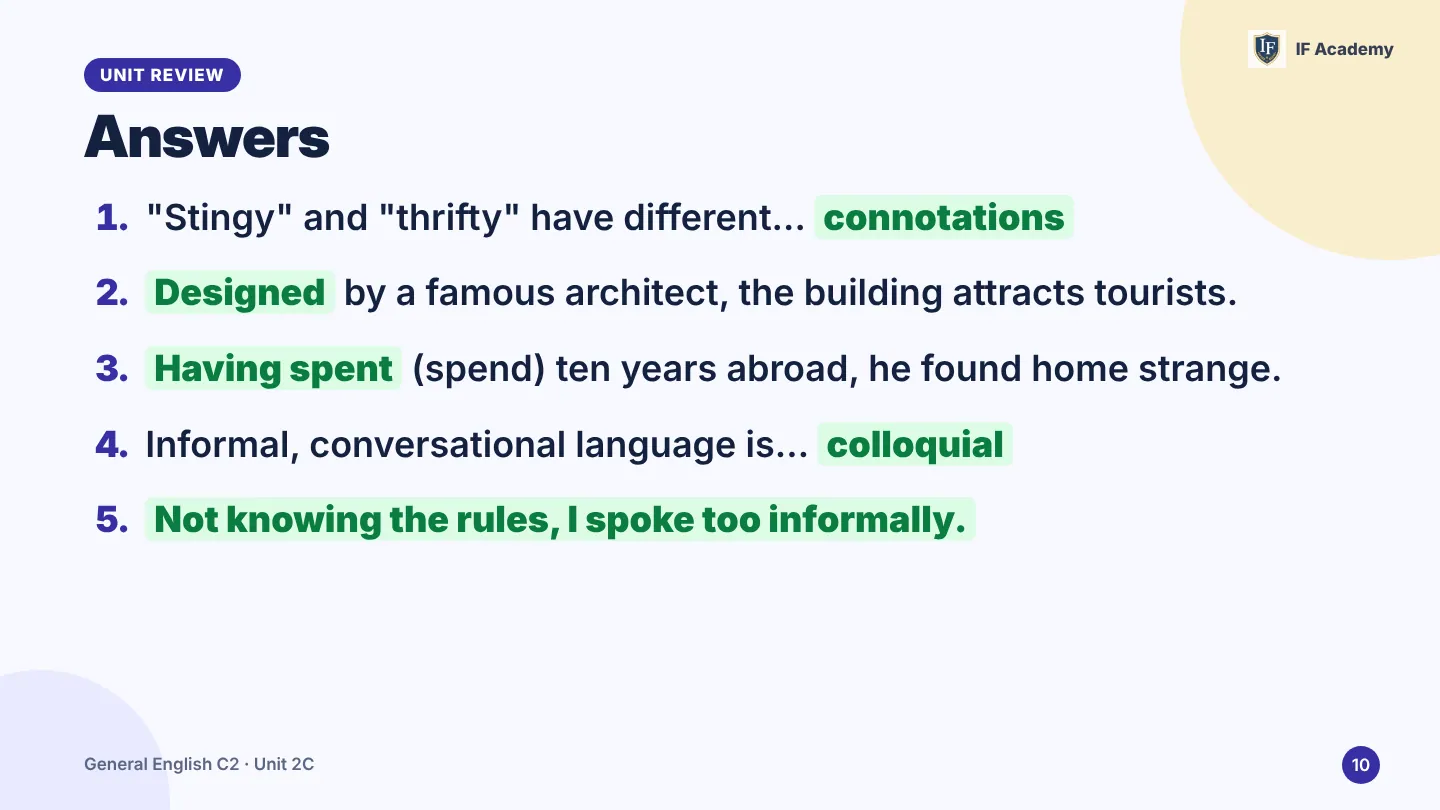 IF IF Academy
UNIT REVIEW
Answers
1. "Stingy" and "thrifty" have different... connotations
2. Designed by a famous architect, the building attracts tourists.
3. Having spent (spend) ten years abroad, he found home strange.
4. Informal, conversational language is... colloquial
5. Not knowing the rules, I spoke too informally.
General English C2 · Unit 2C
10